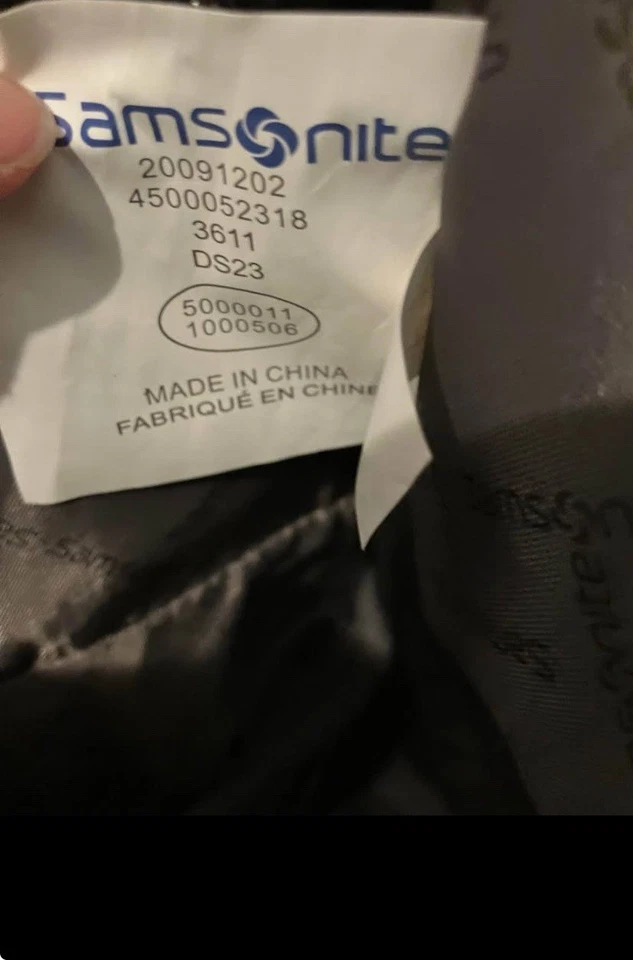 Samsonite
20091202
4500052318
3611
DS23
5000011
1000506
MADE IN CHINA
FABRIQUÉ EN CHINE